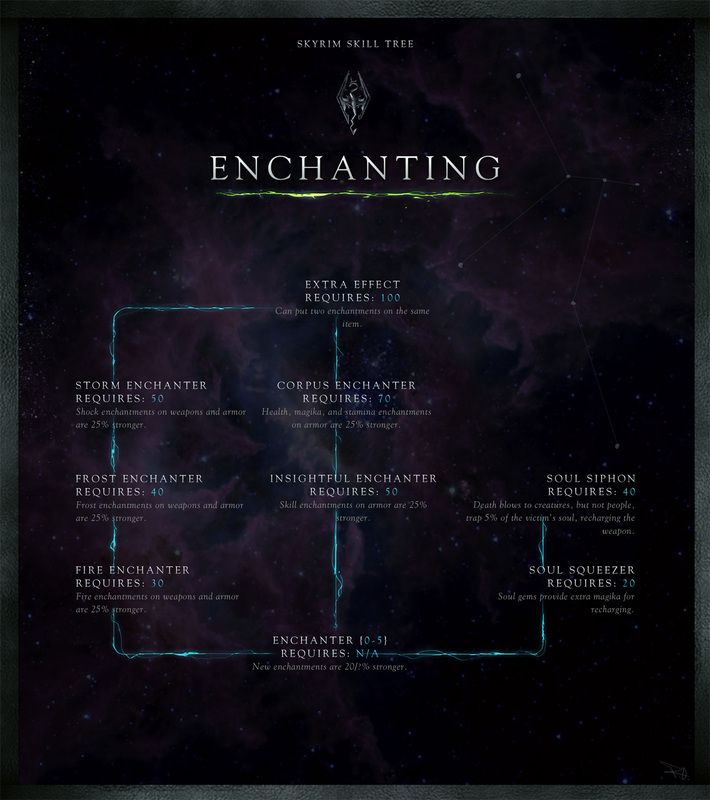 SKYRIM SKILL TREE
ENCHANTING
EXTRA EFFECT
REQUIRES: 100
Can put two enchantments on the same
item.
STORM ENCHANTER
REQUIRES: 50
Shock enchantments on weapons and armor
are 25% stronger.
CORPUS ENCHANTER
REQUIRES: 70
Health, magika, and stamina enchantments
on armor are 25% stronger.
FROST ENCHANTER
REQUIRES: 40
Frost enchantments on weapons and armor
are 25% stronger.
INSIGHTFUL ENCHANTER
REQUIRES: 50
Skill enchantments on armor are 25%
stronger.
SOUL SIPHON
REQUIRES: 40
Death blows to creatures, but not people,
trap 5% of the victim's soul, recharging the
weapon.
FIRE ENCHANTER
REQUIRES: 30
Fire enchantments on weapons and armor
are 25% stronger.
SOUL SQUEEZER
REQUIRES: 20
Soul gems provide extra magika for
recharging.
ENCHANTER {0-5}
REQUIRES: N/A
New enchantments are 20/?% stronger.